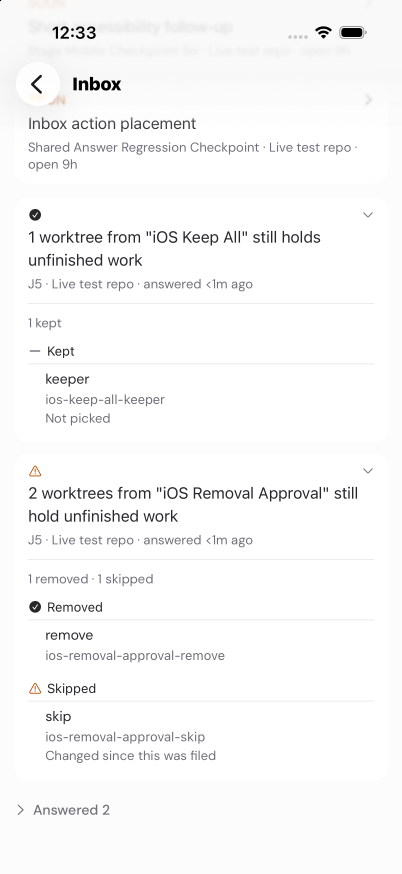 12:33
Inbox
Inbox action placement
Shared Answer Regression Checkpoint · Live test repo ·
open 9h
1 worktree from "iOS Keep All" still holds
unfinished work
J5 · Live test repo · answered <1m ago
1 kept
Kept
keeper
ios-keep-all-keeper
Not picked
2 worktrees from "iOS Removal Approval" still
hold unfinished work
J5 · Live test repo · answered <1m ago
1 removed · 1 skipped
Removed
remove
ios-removal-approval-remove
Skipped
skip
ios-removal-approval-skip
Changed since this was filed
Answered 2